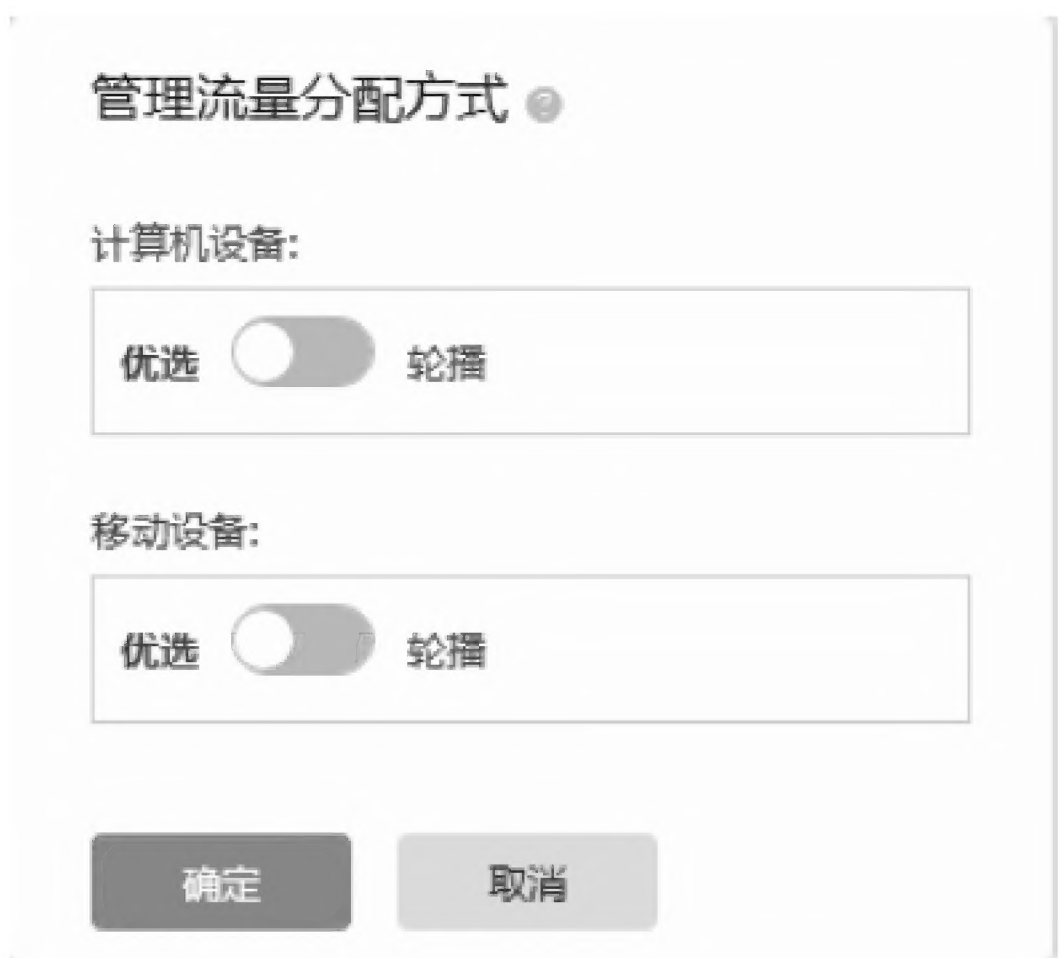 管理流量分配方式
计算机设备:
优选 轮播
移动设备:
优选 轮播
确定 取消